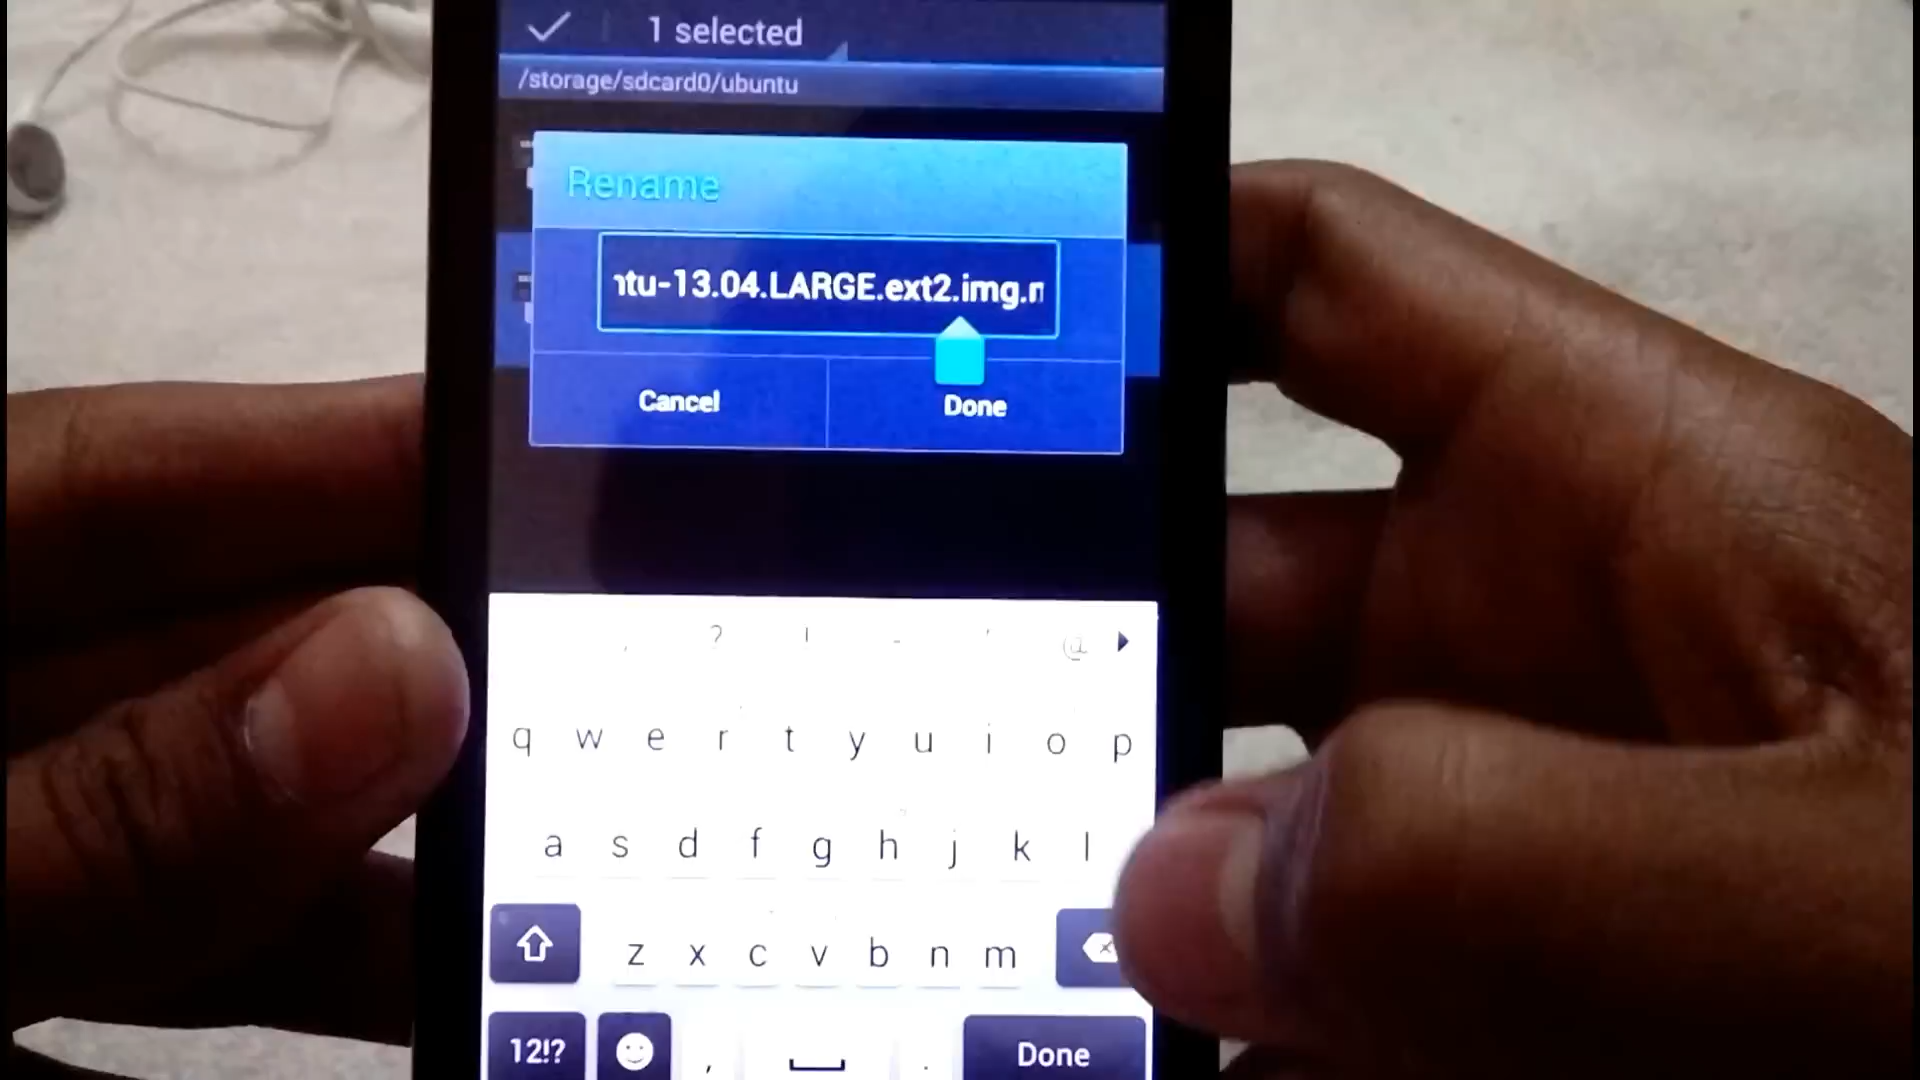 1 selected
/storage/sdcard0/ubuntu
Rename
ntu-13.04.LARGE.ext2.img.n
Cancel
Done
, ? ! - ' @
q w e r t y u i o p
a s d f g h j k l
z x c v b n m
12!? , . Done